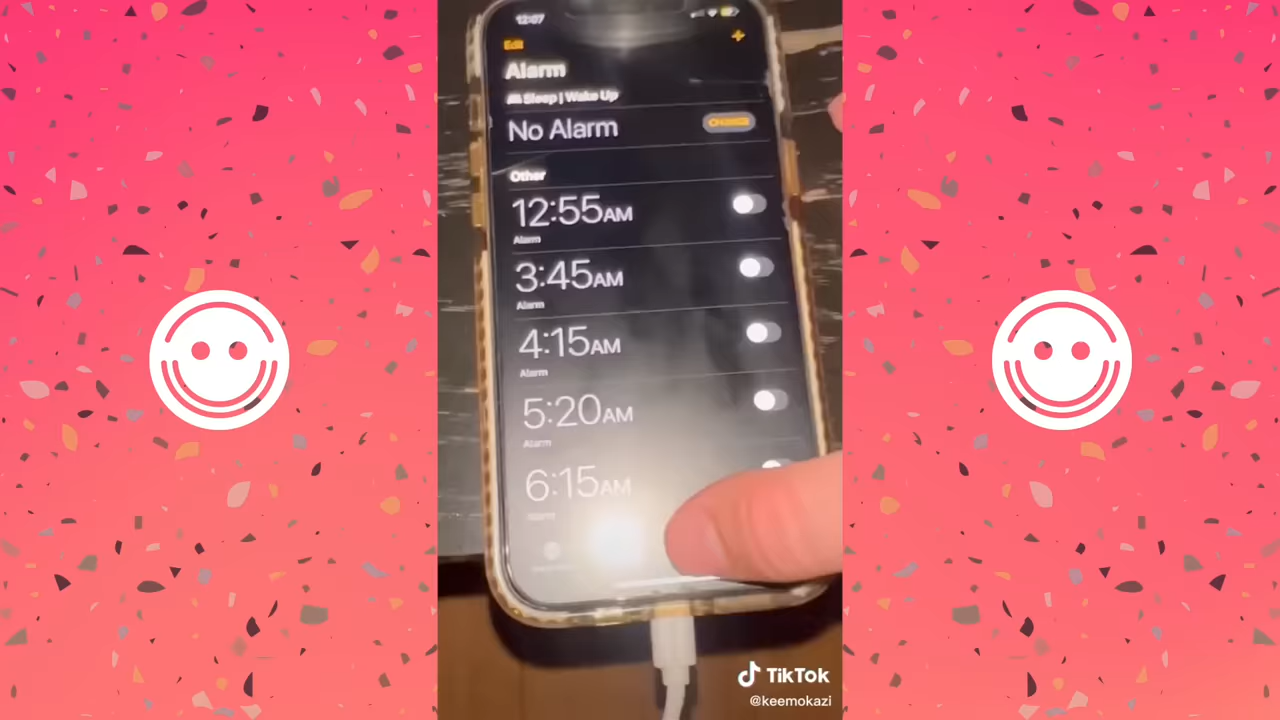 12:07
Edit
+
Alarm
Sleep | Wake Up
No Alarm
CHANGE
Other
12:55AM
Alarm
3:45AM
Alarm
4:15AM
Alarm
5:20AM
Alarm
6:15AM
Alarm
TikTok
@keemokazi